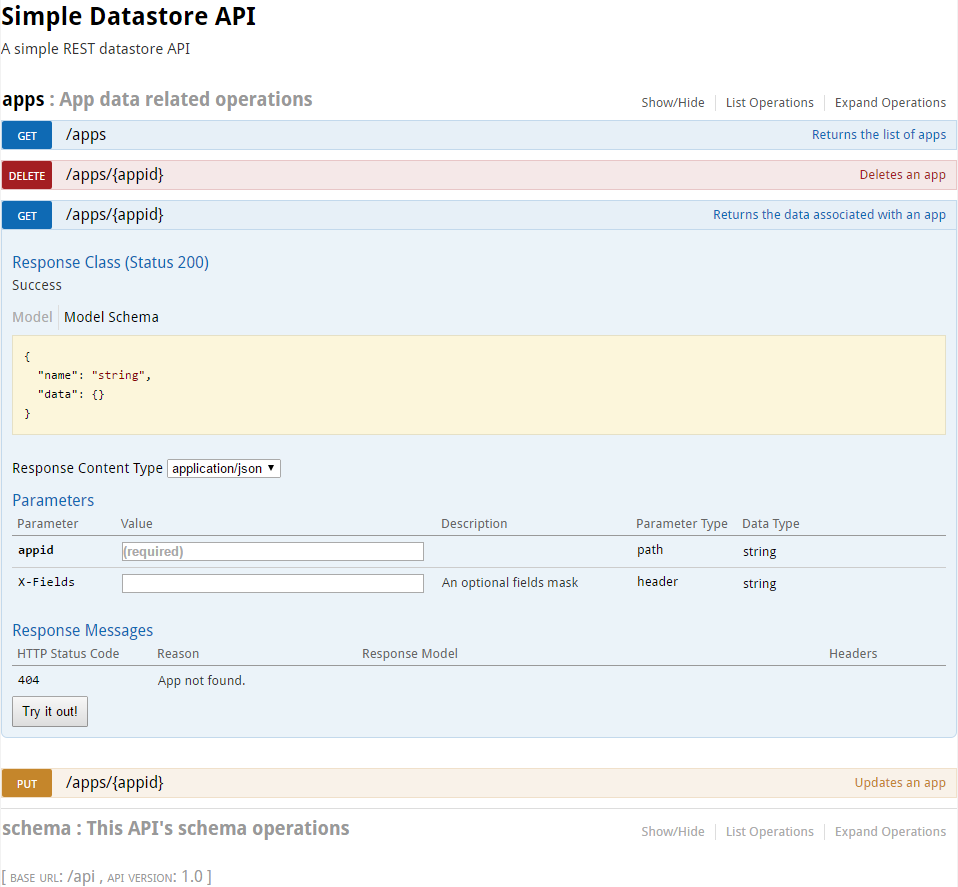 Simple Datastore API
A simple REST datastore API
apps : App data related operations
Show/Hide List Operations Expand Operations
GET /apps Returns the list of apps
DELETE /apps/{appid} Deletes an app
GET /apps/{appid} Returns the data associated with an app
Response Class (Status 200)
Success
Model Model Schema
{
"name": "string",
"data": {}
}
Response Content Type application/json ▼
Parameters
Parameter Value Description Parameter Type Data Type
appid (required) path string
X-Fields An optional fields mask header string
Response Messages
HTTP Status Code Reason Response Model Headers
404 App not found.
Try it out!
PUT /apps/{appid} Updates an app
schema : This API's schema operations
Show/Hide List Operations Expand Operations
[ BASE URL: /api , API VERSION: 1.0 ]